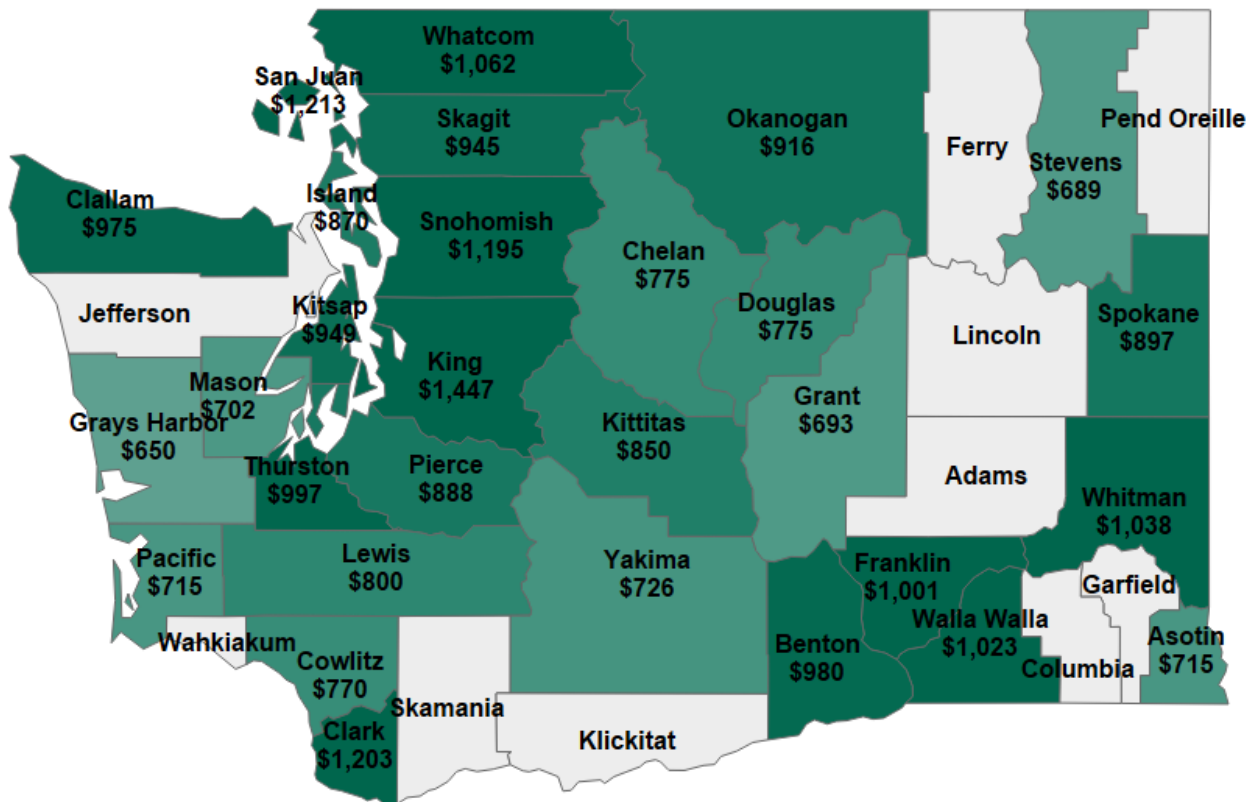 Whatcom
$1,062
San Juan
$1,213
Skagit
$945
Okanogan
$916
Ferry
Pend Oreille
Stevens
$689
Clallam
$975
Island
$870
Snohomish
$1,195
Chelan
$775
Douglas
$775
Jefferson
Kitsap
$949
Lincoln
Spokane
$897
King
$1,447
Mason
$702
Grays Harbor
$650
Grant
$693
Kittitas
$850
Thurston
$997
Pierce
$888
Adams
Whitman
$1,038
Pacific
$715
Lewis
$800
Yakima
$726
Franklin
$1,001
Garfield
Walla Walla
$1,023
Wahkiakum
Cowlitz
$770
Benton
$980
Columbia
Asotin
$715
Skamania
Clark
$1,203
Klickitat